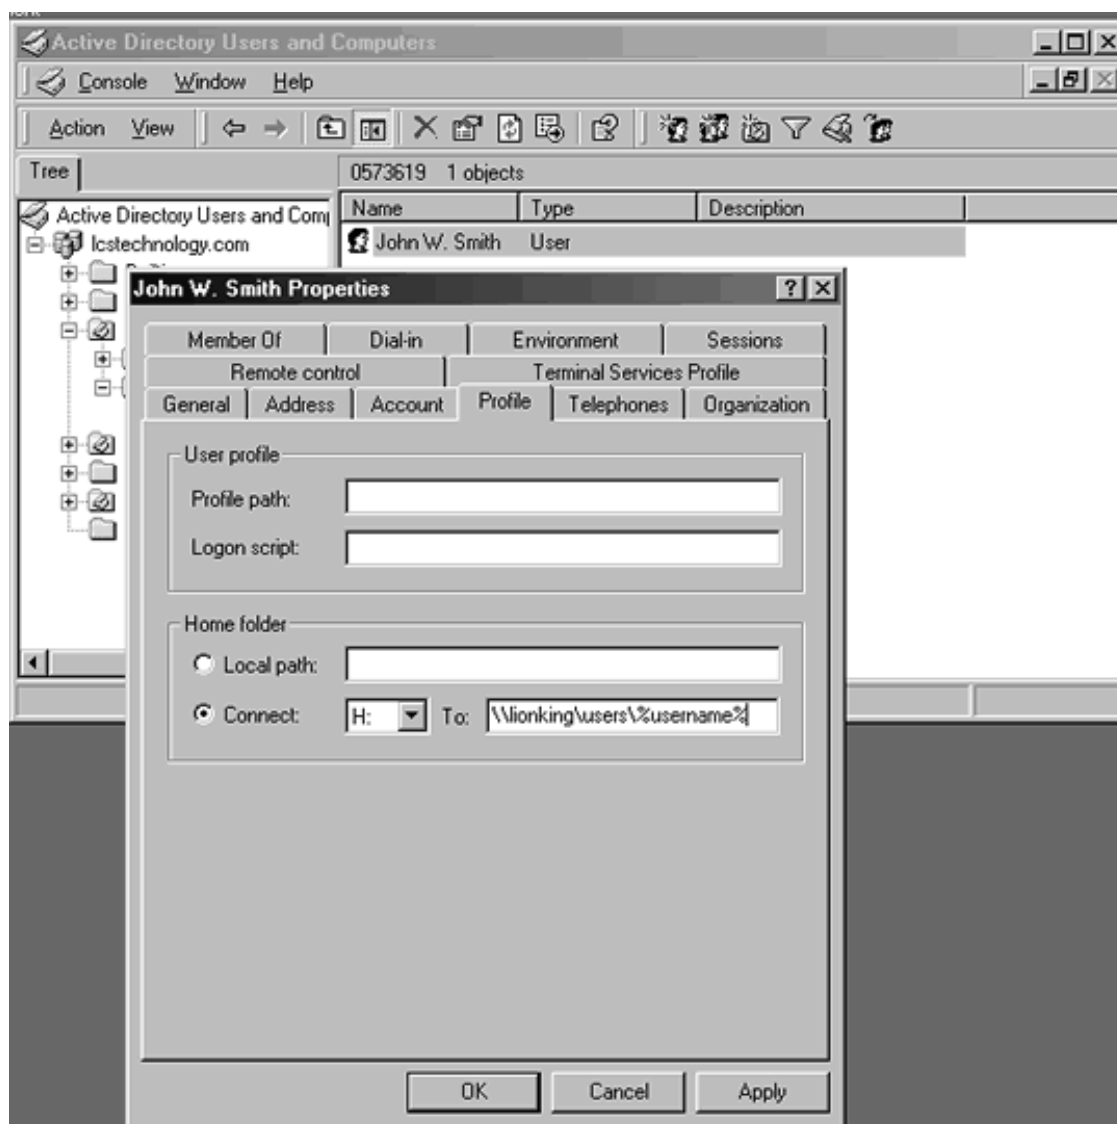 Active Directory Users and Computers
Console Window Help
Action View
Tree
0573619 1 objects
Active Directory Users and Comp
Name Type Description
lcstechnology.com
John W. Smith User
John W. Smith Properties
Member Of Dial-in Environment Sessions
Remote control Terminal Services Profile
General Address Account Profile Telephones Organization
User profile
Profile path:
Logon script:
Home folder
Local path:
Connect: H: To: \\lionking\users\%username%
OK Cancel Apply